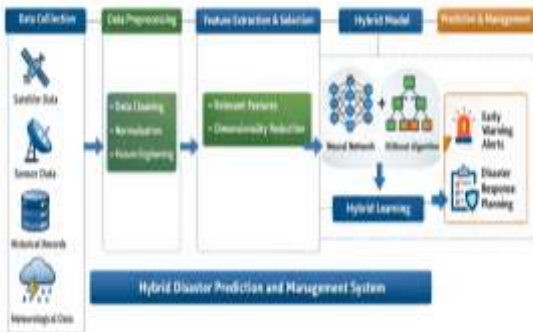 Data Collection
Data Preprocessing
Feature Extraction & Selection
Hybrid Model
Prediction & Management
Satellite Data
Sensor Data
Historical Records
Meteorological Data
• Data Cleaning
• Normalization
• Feature Engineering
• Relevant Features
• Dimensionality Reduction
Neural Network
+
Algorithm
Hybrid Learning
Early
Warning
Alerts
Disaster
Response
Planning
Hybrid Disaster Prediction and Management System